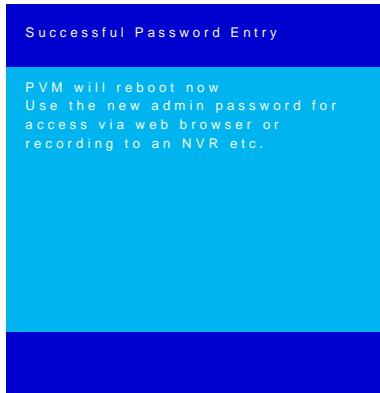 Successful Password Entry
PVM will reboot now
Use the new admin password for
access via web browser or
recording to an NVR etc.